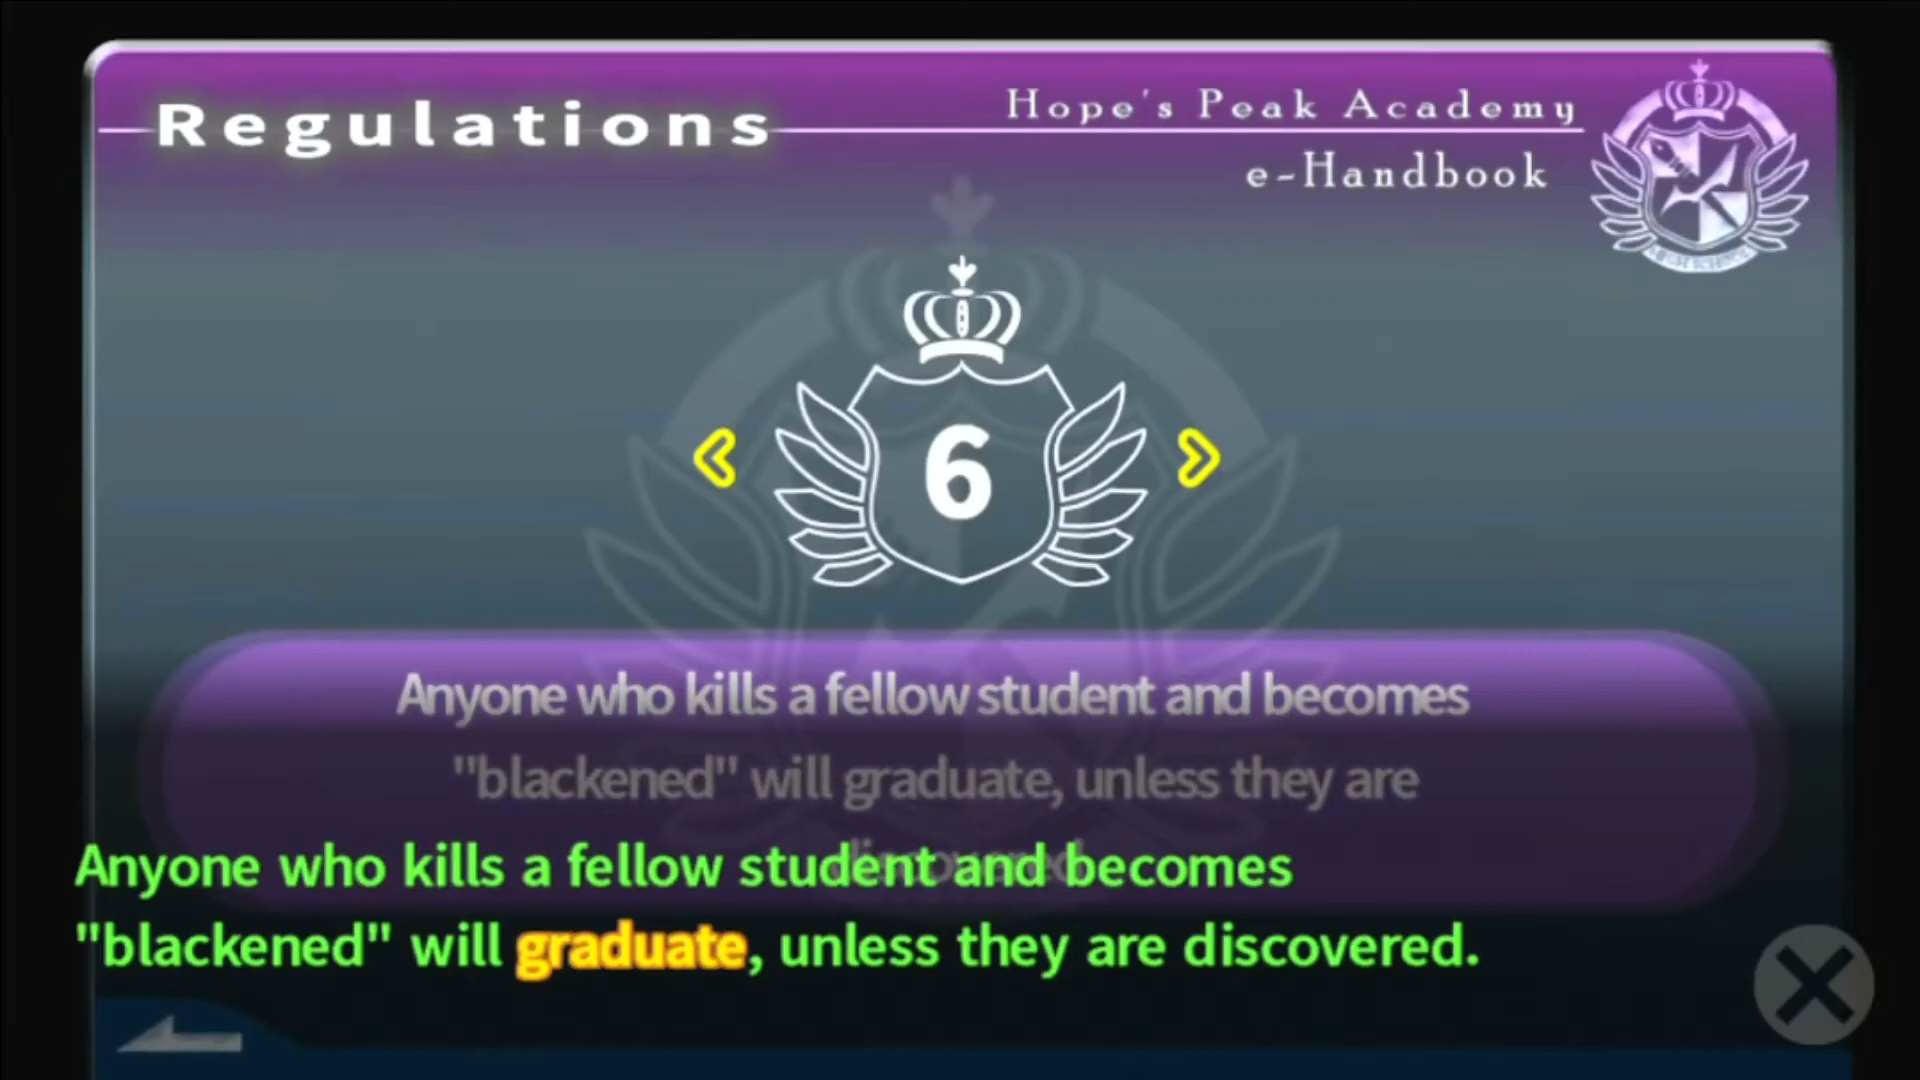 Regulations
Hope's Peak Academy
e-Handbook
6
Anyone who kills a fellow student and becomes
"blackened" will graduate, unless they are
discovered.
Anyone who kills a fellow student and becomes
"blackened" will graduate, unless they are discovered.